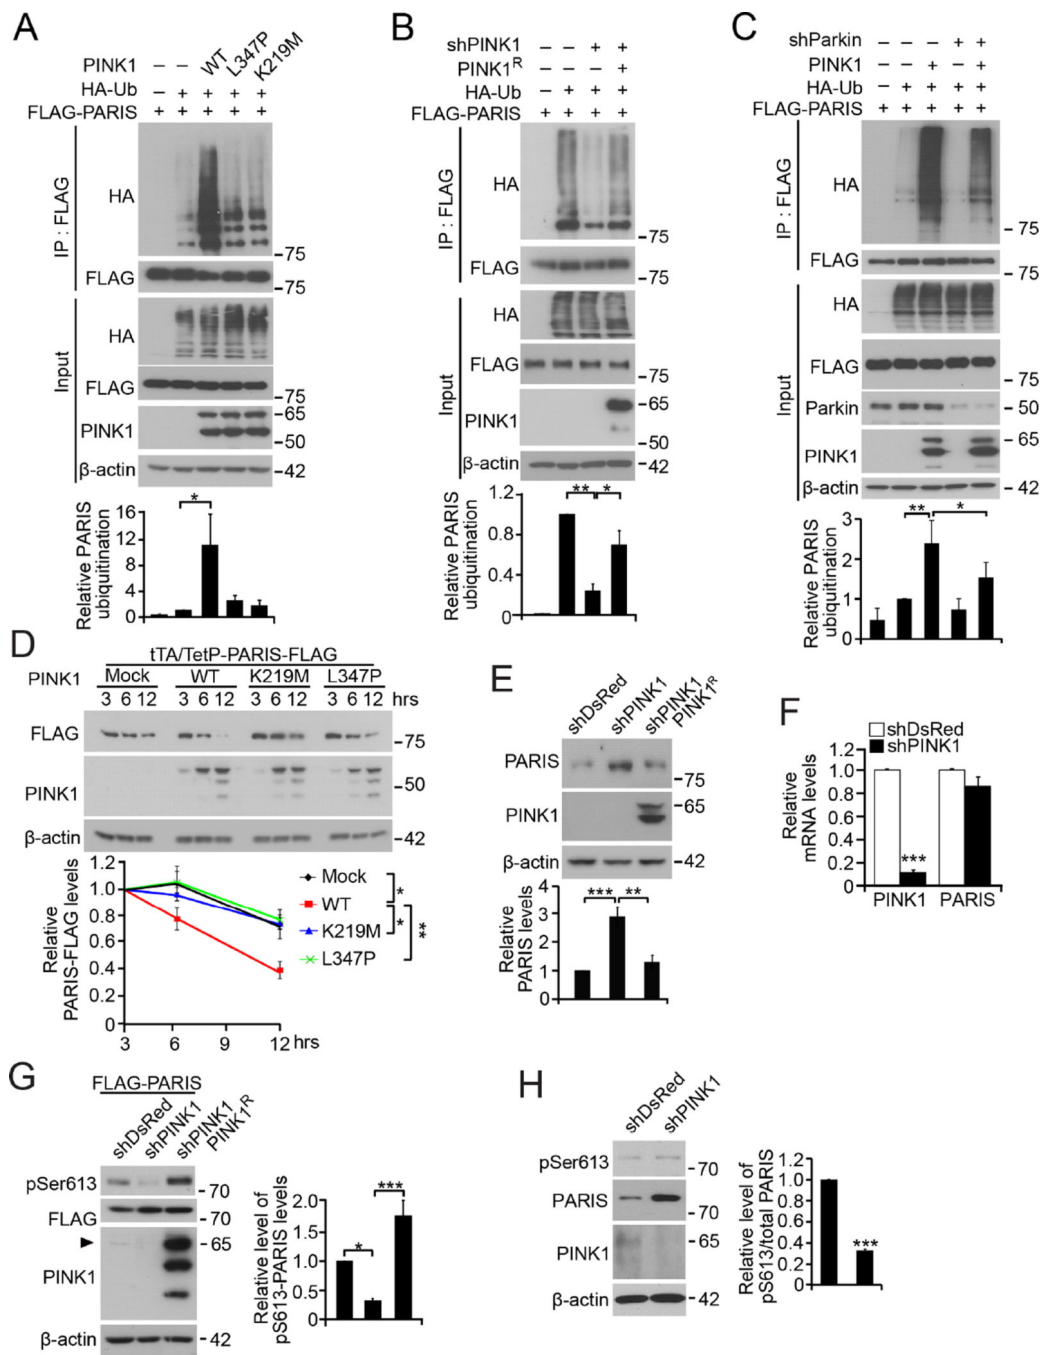 A
PINK1 – – WT L347P K219M
HA-Ub – + + + +
FLAG-PARIS + + + + +
IP : FLAG
HA
-75
FLAG
-75
Input
HA
FLAG
-75
PINK1
-65
-50
β-actin
-42
Relative PARIS
ubiquitination
16
12
8
4
0
*
B
shPINK1 – – + +
PINK1R – – – +
HA-Ub – + + +
FLAG-PARIS + + + +
IP : FLAG
HA
-75
FLAG
-75
Input
HA
FLAG
-75
PINK1
-65
-50
β-actin
-42
Relative PARIS
ubiquitination
1.2
0.8
0.4
0
** *
C
shParkin – – – + +
PINK1 – – + – +
HA-Ub – + + + +
FLAG-PARIS + + + + +
IP : FLAG
HA
-75
FLAG
-75
Input
HA
FLAG
-75
Parkin
-50
PINK1
-65
-50
β-actin
-42
Relative PARIS
ubiquitination
3
2
1
0
** *
D
tTA/TetP-PARIS-FLAG
PINK1 Mock WT K219M L347P
3 6 12 3 6 12 3 6 12 3 6 12 hrs
FLAG
-75
PINK1
-50
β-actin
-42
Relative
PARIS-FLAG levels
1.2
1.0
0.8
0.6
0.4
0.2
0
3 6 9 12 hrs
Mock
WT
K219M
L347P
*
*
**
E
shDsRed
shPINK1
shPINK1
PINK1R
PARIS
-75
PINK1
-65
-50
β-actin
-42
Relative
PARIS levels
4
3
2
1
0
*** **
F
shDsRed
shPINK1
Relative
mRNA levels
1.2
1.0
0.8
0.6
0.4
0.2
0
***
PINK1 PARIS
G
FLAG-PARIS
shDsRed
shPINK1
shPINK1
PINK1R
pSer613
-70
FLAG
-70
PINK1
-65
-50
β-actin
-42
Relative level of
pS613-PARIS levels
2.0
1.5
1.0
0.5
0
* ***
H
shDsRed
shPINK1
pSer613
-70
PARIS
-70
PINK1
-65
-50
β-actin
-42
Relative level of
pS613/total PARIS
1.2
1.0
0.8
0.6
0.4
0.2
0
***